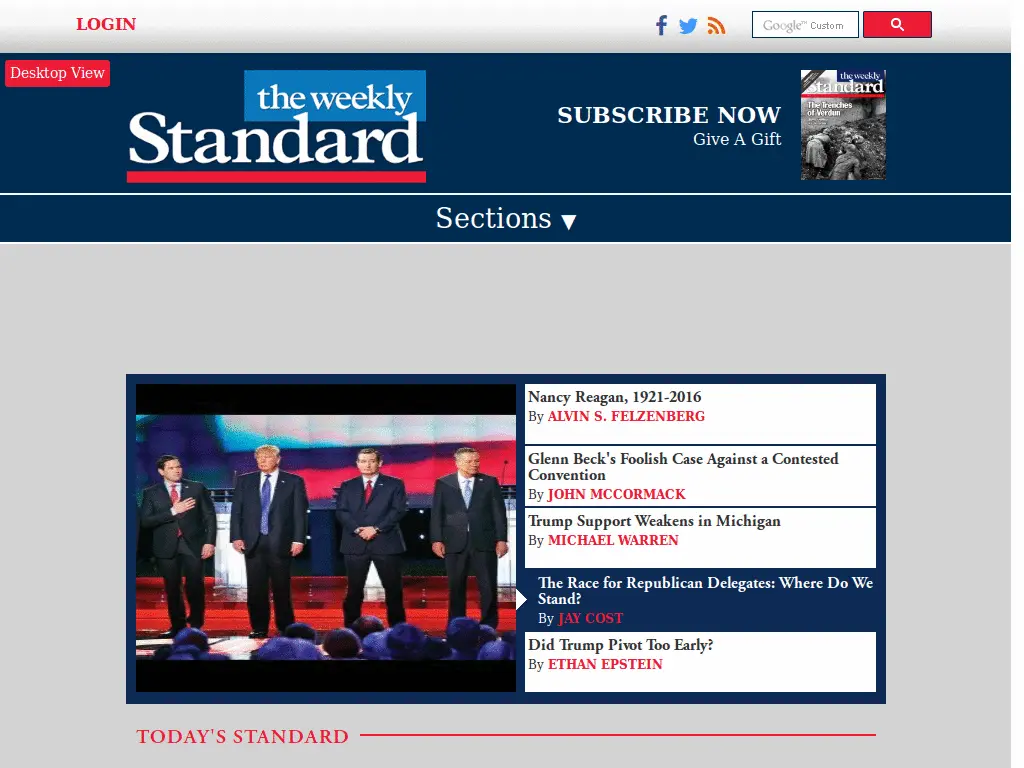 LOGIN
Google™ Custom
Desktop View
the weekly
Standard
SUBSCRIBE NOW
Give A Gift
the weekly
Standard
The Trenches
of Verdun
Sections ▼
Nancy Reagan, 1921-2016
By ALVIN S. FELZENBERG
Glenn Beck's Foolish Case Against a Contested
Convention
By JOHN MCCORMACK
Trump Support Weakens in Michigan
By MICHAEL WARREN
The Race for Republican Delegates: Where Do We
Stand?
By JAY COST
Did Trump Pivot Too Early?
By ETHAN EPSTEIN
TODAY'S STANDARD